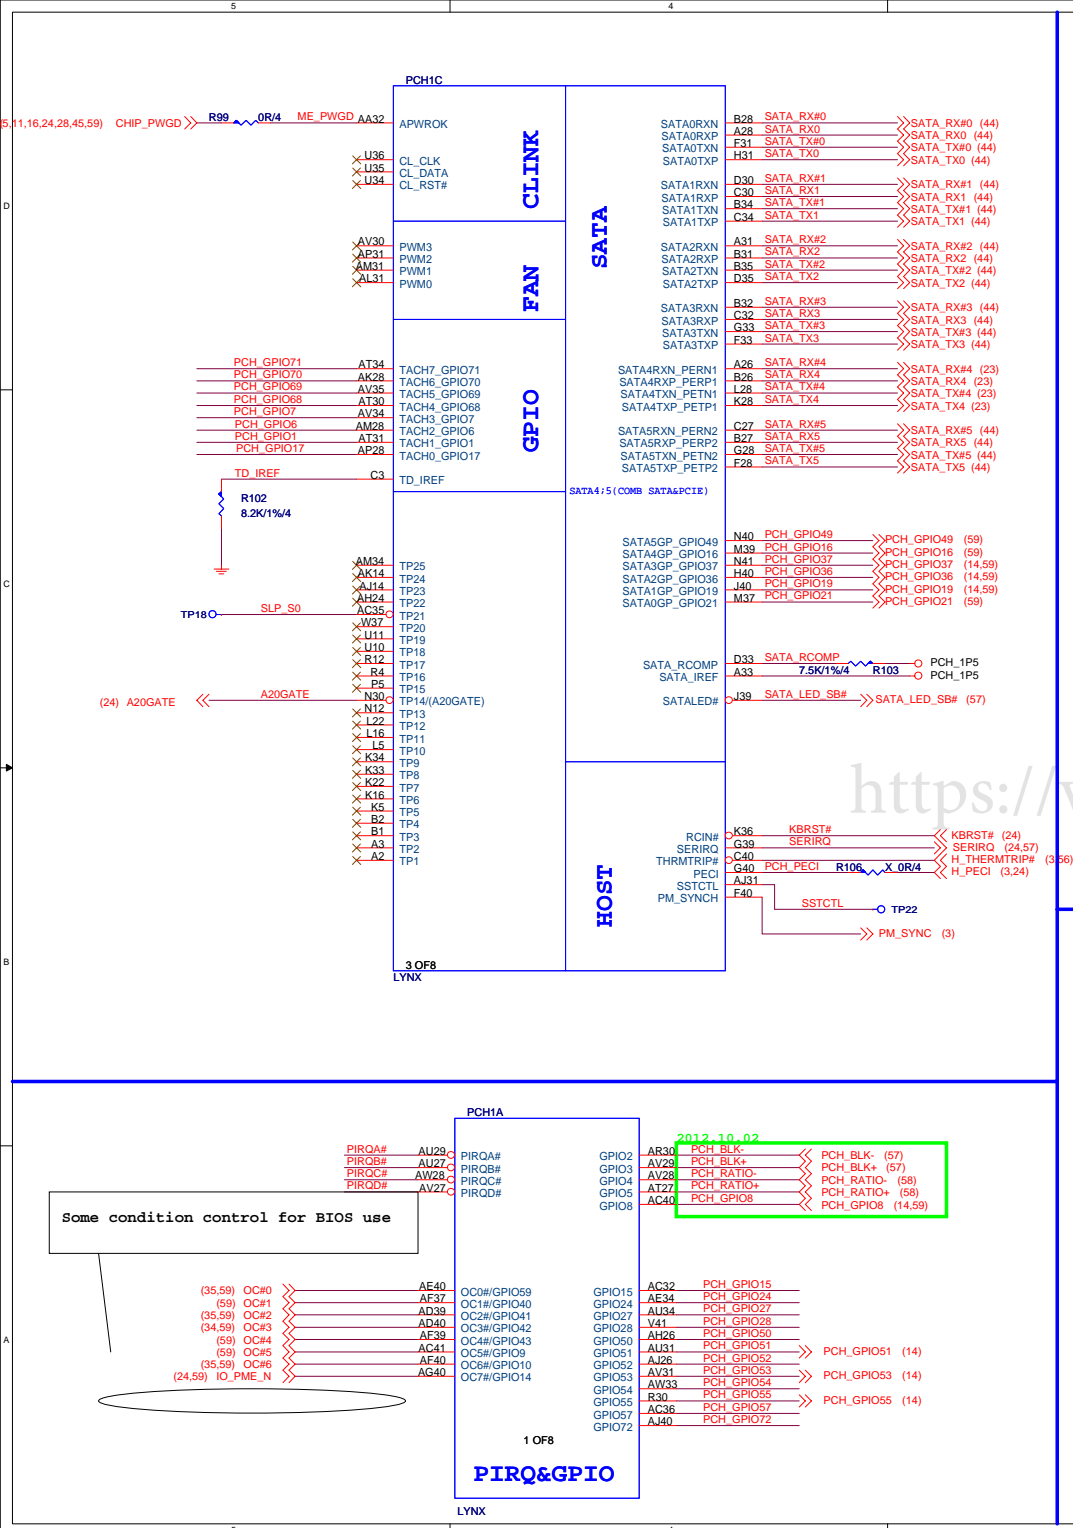 5
4
PCH1C
(5,11,16,24,28,45,59) CHIP_PWGD R99 0R/4 ME_PWGD AA32 APWROK
U36 CL_CLK
U35 CL_DATA
U34 CL_RST#
CLINK
AV30 PWM3
AP31 PWM2
AM31 PWM1
AL31 PWM0
FAN
PCH_GPIO71 AT34 TACH7_GPIO71
PCH_GPIO70 AK28 TACH6_GPIO70
PCH_GPIO69 AV35 TACH5_GPIO69
PCH_GPIO68 AT30 TACH4_GPIO68
PCH_GPIO7 AV34 TACH3_GPIO7
PCH_GPIO6 AM28 TACH2_GPIO6
PCH_GPIO1 AT31 TACH1_GPIO1
PCH_GPIO17 AP28 TACH0_GPIO17
GPIO
TD_IREF C3 TD_IREF
R102
8.2K/1%/4
AM34 TP25
AK14 TP24
AJ14 TP23
AH24 TP22
TP18 SLP_S0 AC35 TP21
W37 TP20
U11 TP19
U10 TP18
R12 TP17
R4 TP16
P5 TP15
(24) A20GATE A20GATE N30 TP14/(A20GATE)
N12 TP13
L22 TP12
L16 TP11
L5 TP10
K34 TP9
K33 TP8
K22 TP7
K16 TP6
K5 TP5
B2 TP4
B1 TP3
A3 TP2
A2 TP1
3 OF8
LYNX
SATA
SATA0RXN B28 SATA_RX#0 SATA_RX#0 (44)
SATA0RXP A28 SATA_RX0 SATA_RX0 (44)
SATA0TXN F31 SATA_TX#0 SATA_TX#0 (44)
SATA0TXP H31 SATA_TX0 SATA_TX0 (44)
SATA1RXN D30 SATA_RX#1 SATA_RX#1 (44)
SATA1RXP C30 SATA_RX1 SATA_RX1 (44)
SATA1TXN B34 SATA_TX#1 SATA_TX#1 (44)
SATA1TXP C34 SATA_TX1 SATA_TX1 (44)
SATA2RXN A31 SATA_RX#2 SATA_RX#2 (44)
SATA2RXP B31 SATA_RX2 SATA_RX2 (44)
SATA2TXN B35 SATA_TX#2 SATA_TX#2 (44)
SATA2TXP D35 SATA_TX2 SATA_TX2 (44)
SATA3RXN B32 SATA_RX#3 SATA_RX#3 (44)
SATA3RXP C32 SATA_RX3 SATA_RX3 (44)
SATA3TXN G33 SATA_TX#3 SATA_TX#3 (44)
SATA3TXP F33 SATA_TX3 SATA_TX3 (44)
SATA4RXN_PERN1 A26 SATA_RX#4 SATA_RX#4 (23)
SATA4RXP_PERP1 B26 SATA_RX4 SATA_RX4 (23)
SATA4TXN_PETN1 L28 SATA_TX#4 SATA_TX#4 (23)
SATA4TXP_PETP1 K28 SATA_TX4 SATA_TX4 (23)
SATA5RXN_PERN2 C27 SATA_RX#5 SATA_RX#5 (44)
SATA5RXP_PERP2 B27 SATA_RX5 SATA_RX5 (44)
SATA5TXN_PETN2 G28 SATA_TX#5 SATA_TX#5 (44)
SATA5TXP_PETP2 F28 SATA_TX5 SATA_TX5 (44)
SATA4;5(COMB SATA&PCIE)
SATA5GP_GPIO49 N40 PCH_GPIO49 PCH_GPIO49 (59)
SATA4GP_GPIO16 M39 PCH_GPIO16 PCH_GPIO16 (59)
SATA3GP_GPIO37 N41 PCH_GPIO37 PCH_GPIO37 (14,59)
SATA2GP_GPIO36 H40 PCH_GPIO36 PCH_GPIO36 (14,59)
SATA1GP_GPIO19 J40 PCH_GPIO19 PCH_GPIO19 (14,59)
SATA0GP_GPIO21 M37 PCH_GPIO21 PCH_GPIO21 (59)
SATA_RCOMP D33 SATA_RCOMP PCH_1P5
SATA_IREF A33 7.5K/1%/4 R103 PCH_1P5
SATALED# J39 SATA_LED_SB# SATA_LED_SB# (57)
https://w
RCIN# K36 KBRST# KBRST# (24)
SERIRQ G39 SERIRQ SERIRQ (24,57)
THRMTRIP# C40 H_THERMTRIP# (3,56)
PECI G40 PCH_PECI R106 X_0R/4 H_PECI (3,24)
SSTCTL AJ31 SSTCTL TP22
PM_SYNCH F40 PM_SYNC (3)
HOST
D
C
B
A
PCH1A
2012.10.02
PIRQA# AU29 PIRQA#
PIRQB# AU27 PIRQB#
PIRQC# AW28 PIRQC#
PIRQD# AV27 PIRQD#
GPIO2 AR30 PCH_BLK- PCH_BLK- (57)
GPIO3 AV29 PCH_BLK+ PCH_BLK+ (57)
GPIO4 AV28 PCH_RATIO- PCH_RATIO- (58)
GPIO5 AT27 PCH_RATIO+ PCH_RATIO+ (58)
GPIO8 AC40 PCH_GPIO8 PCH_GPIO8 (14,59)
Some condition control for BIOS use
(35,59) OC#0 AE40 OC0#/GPIO59
(59) OC#1 AF37 OC1#/GPIO40
(35,59) OC#2 AD39 OC2#/GPIO41
(34,59) OC#3 AD40 OC3#/GPIO42
(59) OC#4 AF39 OC4#/GPIO43
(59) OC#5 AC41 OC5#/GPIO9
(35,59) OC#6 AF40 OC6#/GPIO10
(24,59) IO_PME_N AG40 OC7#/GPIO14
GPIO15 AC32 PCH_GPIO15
GPIO24 AE34 PCH_GPIO24
GPIO27 AU34 PCH_GPIO27
GPIO28 V41 PCH_GPIO28
GPIO50 AH26 PCH_GPIO50
GPIO51 AU31 PCH_GPIO51 PCH_GPIO51 (14)
GPIO52 AJ26 PCH_GPIO52
GPIO53 AV31 PCH_GPIO53 PCH_GPIO53 (14)
GPIO54 AW33 PCH_GPIO54
GPIO55 R30 PCH_GPIO55 PCH_GPIO55 (14)
GPIO57 AC36 PCH_GPIO57
GPIO72 AJ40 PCH_GPIO72
1 OF8
PIRQ&GPIO
LYNX